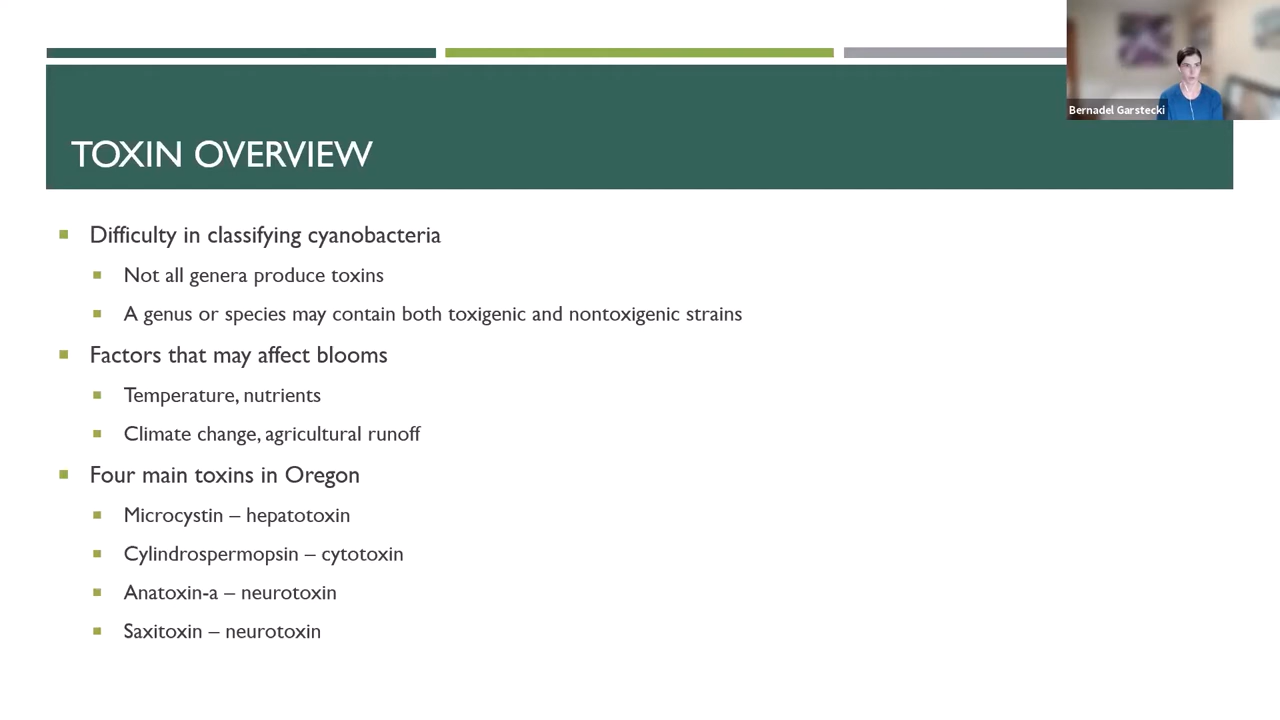 Bernadel Garstecki
TOXIN OVERVIEW
Difficulty in classifying cyanobacteria
Not all genera produce toxins
A genus or species may contain both toxigenic and nontoxigenic strains
Factors that may affect blooms
Temperature, nutrients
Climate change, agricultural runoff
Four main toxins in Oregon
Microcystin – hepatotoxin
Cylindrospermopsin – cytotoxin
Anatoxin-a – neurotoxin
Saxitoxin – neurotoxin